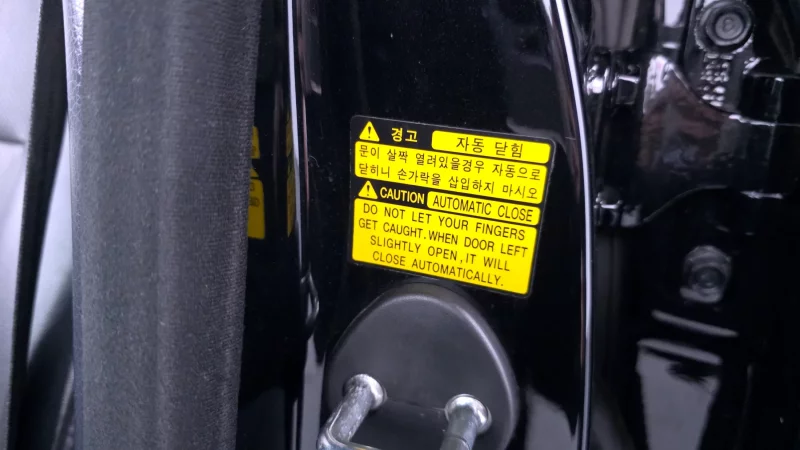 경고 자동 닫힘
문이 살짝 열려있을경우 자동으로
닫히니 손가락을 삽입하지 마시오
CAUTION AUTOMATIC CLOSE
DO NOT LET YOUR FINGERS
GET CAUGHT. WHEN DOOR LEFT
SLIGHTLY OPEN, IT WILL
CLOSE AUTOMATICALLY.